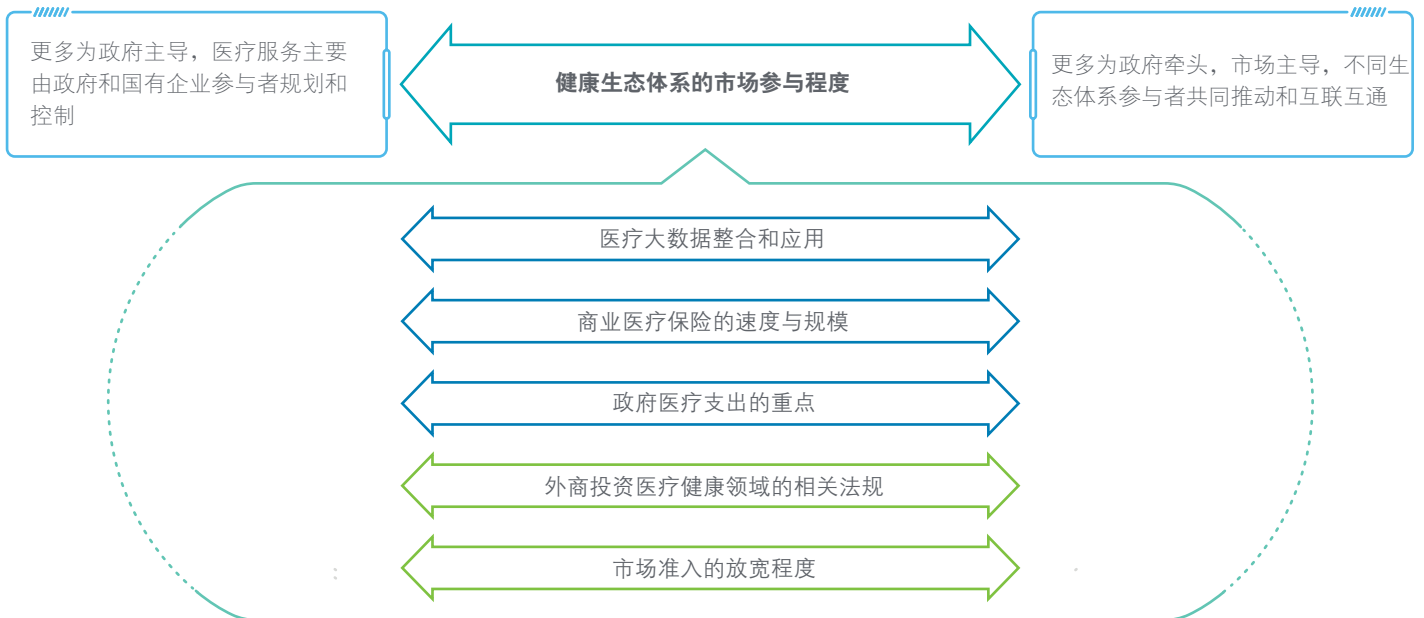 更多为政府主导，医疗服务主要
由政府和国有企业参与者规划和
控制
健康生态体系的市场参与程度
更多为政府牵头，市场主导，不同生
态体系参与者共同推动和互联互通
医疗大数据整合和应用
商业医疗保险的速度与规模
政府医疗支出的重点
外商投资医疗健康领域的相关法规
市场准入的放宽程度